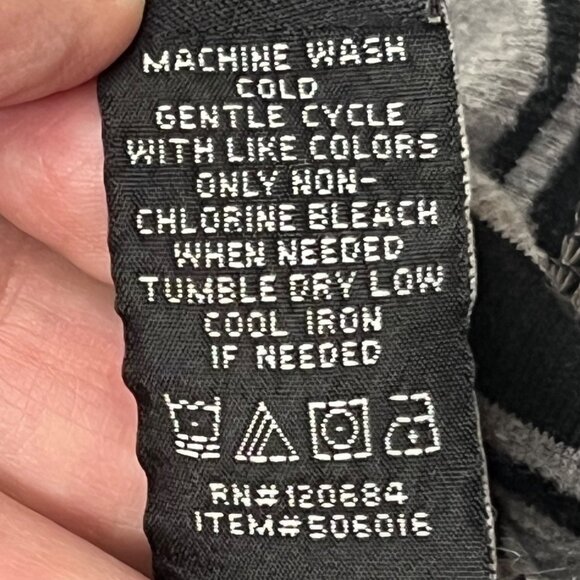 MACHINE WASH
COLD
GENTLE CYCLE
WITH LIKE COLORS
ONLY NON-
CHLORINE BLEACH
WHEN NEEDED
TUMBLE DRY LOW
COOL IRON
IF NEEDED
RN#120684
ITEM#506016